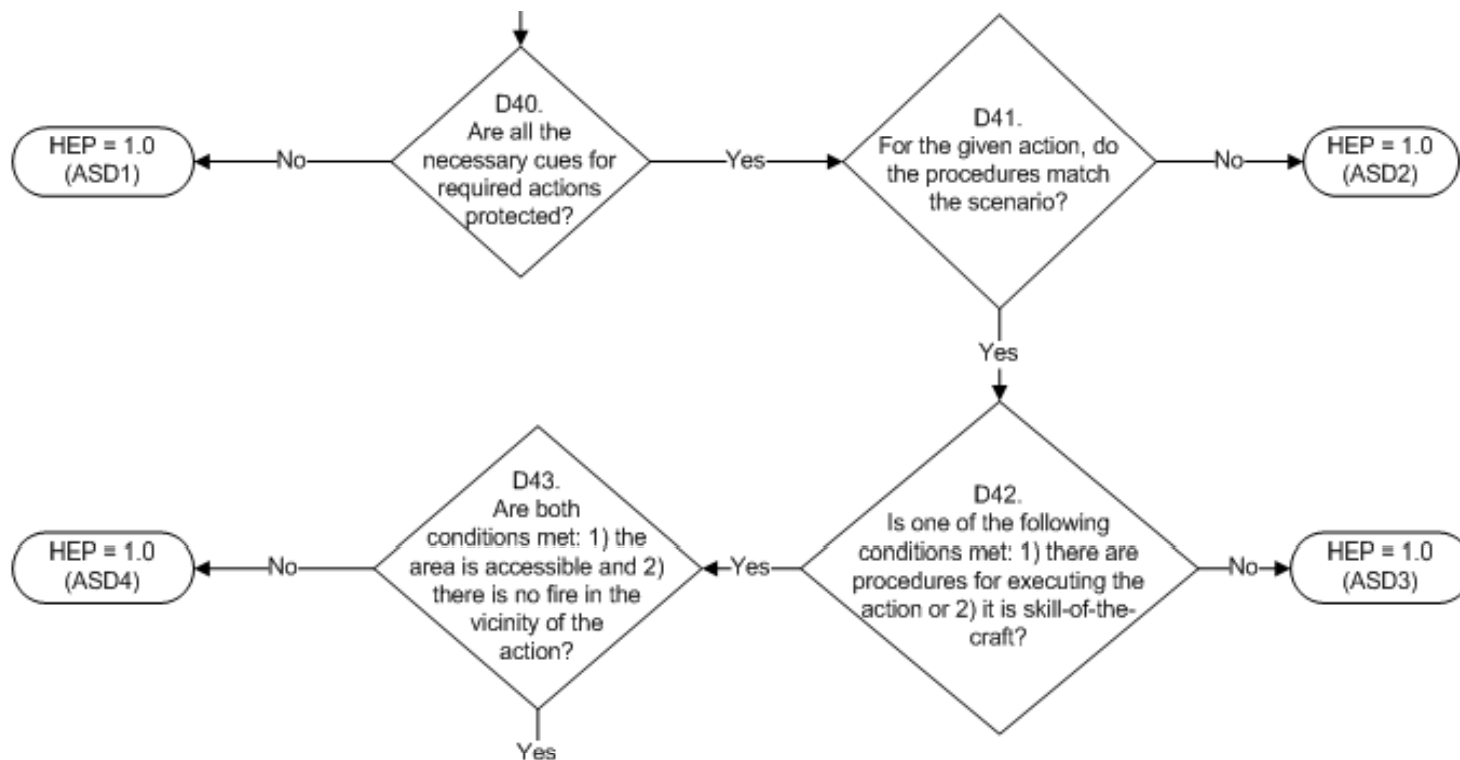 D40.
Are all the
necessary cues for
required actions
protected?
HEP = 1.0
(ASD1)
No
Yes
D41.
For the given action, do
the procedures match
the scenario?
No
HEP = 1.0
(ASD2)
Yes
D42.
Is one of the following
conditions met: 1) there are
procedures for executing the
action or 2) it is skill-of-the-
craft?
No
HEP = 1.0
(ASD3)
Yes
D43.
Are both
conditions met: 1) the
area is accessible and 2)
there is no fire in the
vicinity of the
action?
No
HEP = 1.0
(ASD4)
Yes